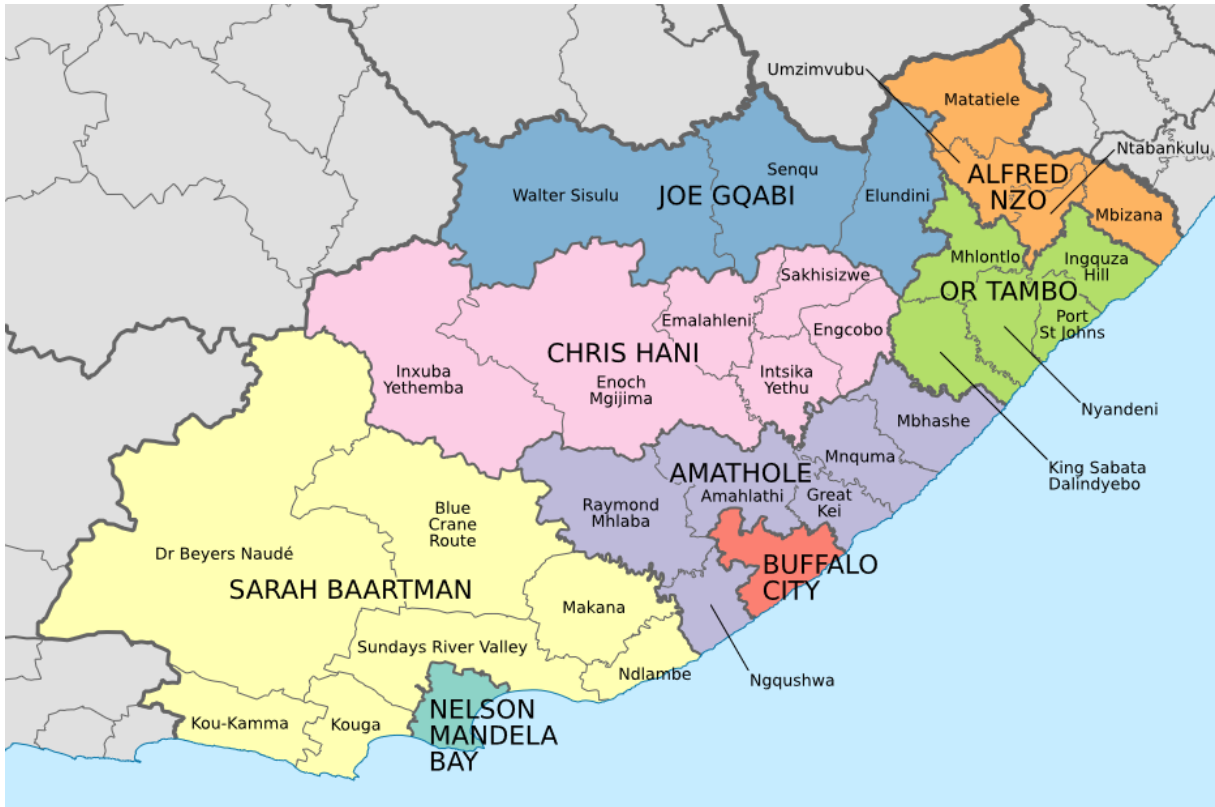 Umzimvubu
Matatiele
Ntabankulu
ALFRED
NZO
Mbizana
Walter Sisulu
JOE GQABI
Senqu
Elundini
Mhlontlo
Ingquza
Hill
OR TAMBO
Port
St Johns
Nyandeni
King Sabata
Dalindyebo
Sakhisizwe
Emalahleni
Engcobo
CHRIS HANI
Inxuba
Yethemba
Enoch
Mgijima
Intsika
Yethu
Mbhashe
Mnquma
AMATHOLE
Amahlathi
Great
Kei
Raymond
Mhlaba
BUFFALO
CITY
Ngqushwa
Blue
Crane
Route
Dr Beyers Naudé
SARAH BAARTMAN
Makana
Sundays River Valley
Ndlambe
Kou-Kamma
Kouga
NELSON
MANDELA
BAY